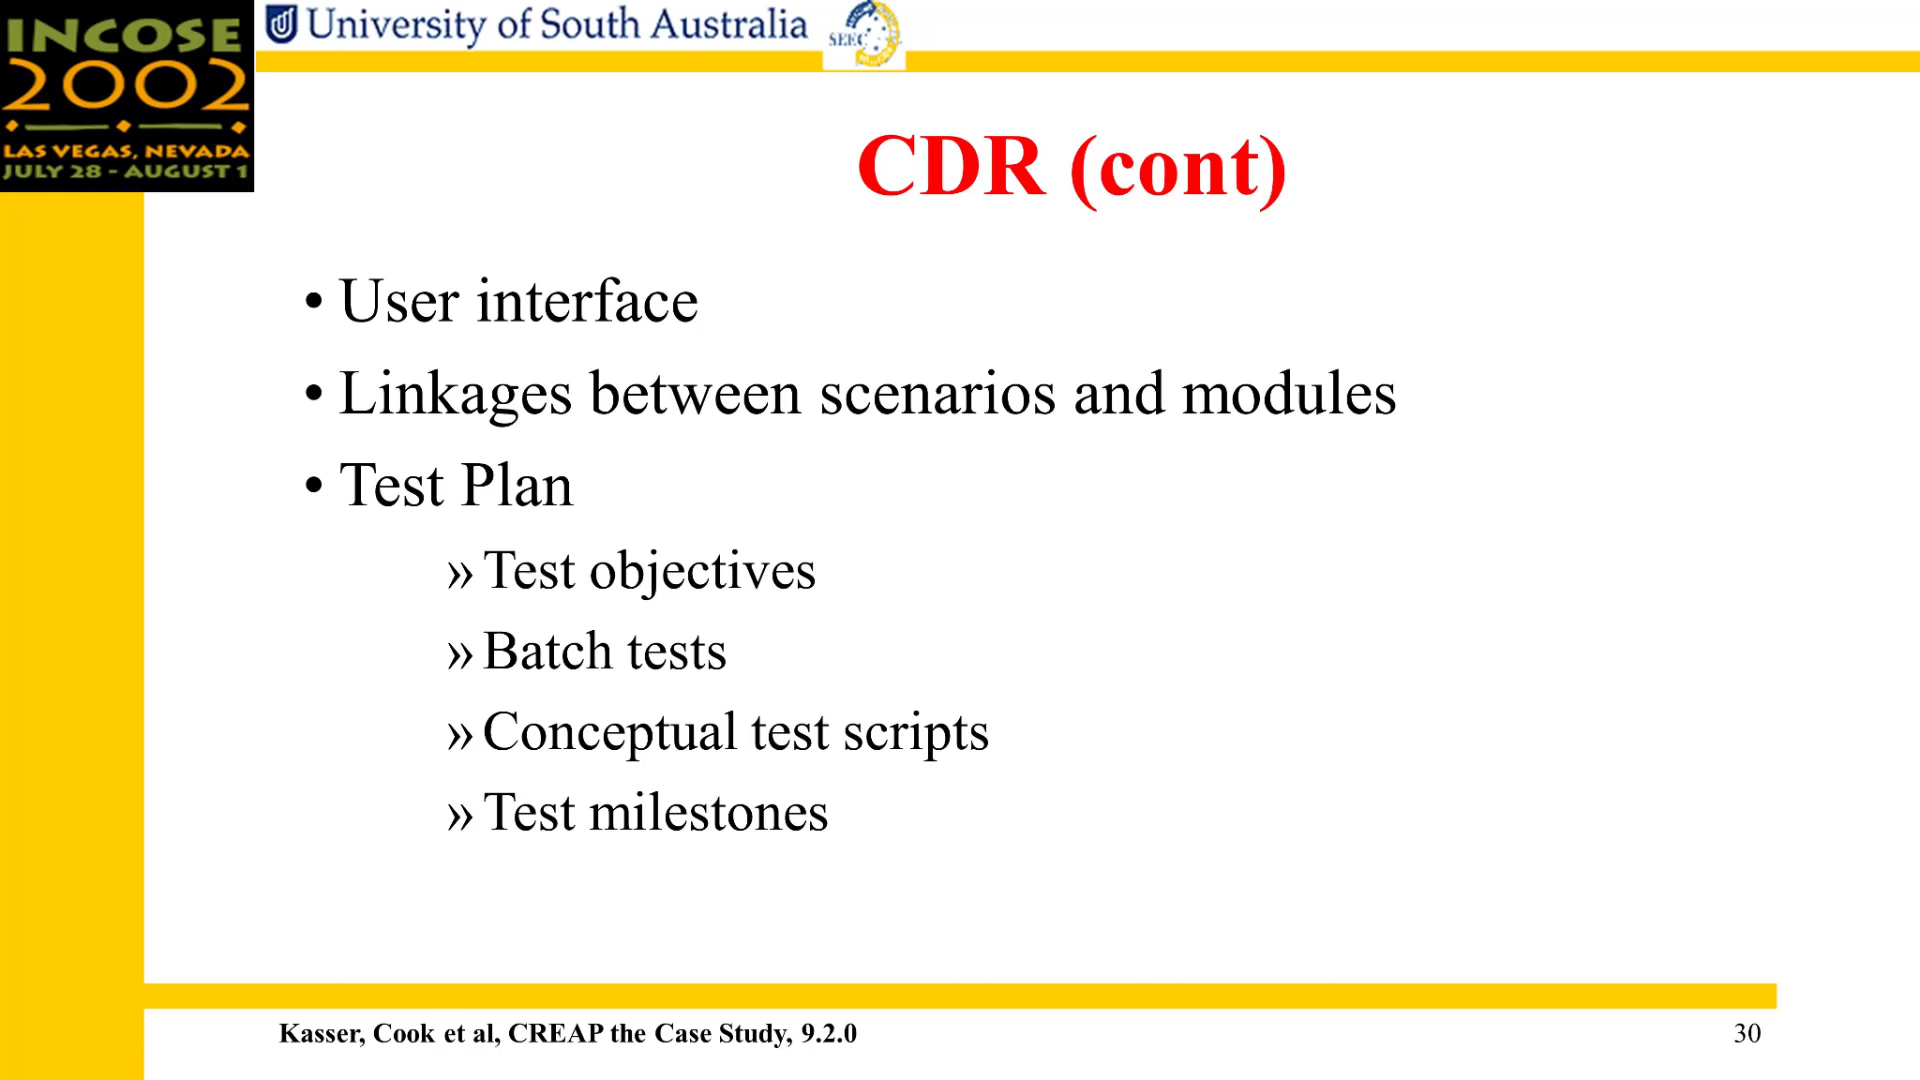 INCOSE
2002
LAS VEGAS, NEVADA
JULY 28 - AUGUST 1
University of South Australia
SEEC
CDR (cont)
• User interface
• Linkages between scenarios and modules
• Test Plan
» Test objectives
» Batch tests
» Conceptual test scripts
» Test milestones
Kasser, Cook et al, CREAP the Case Study, 9.2.0
30